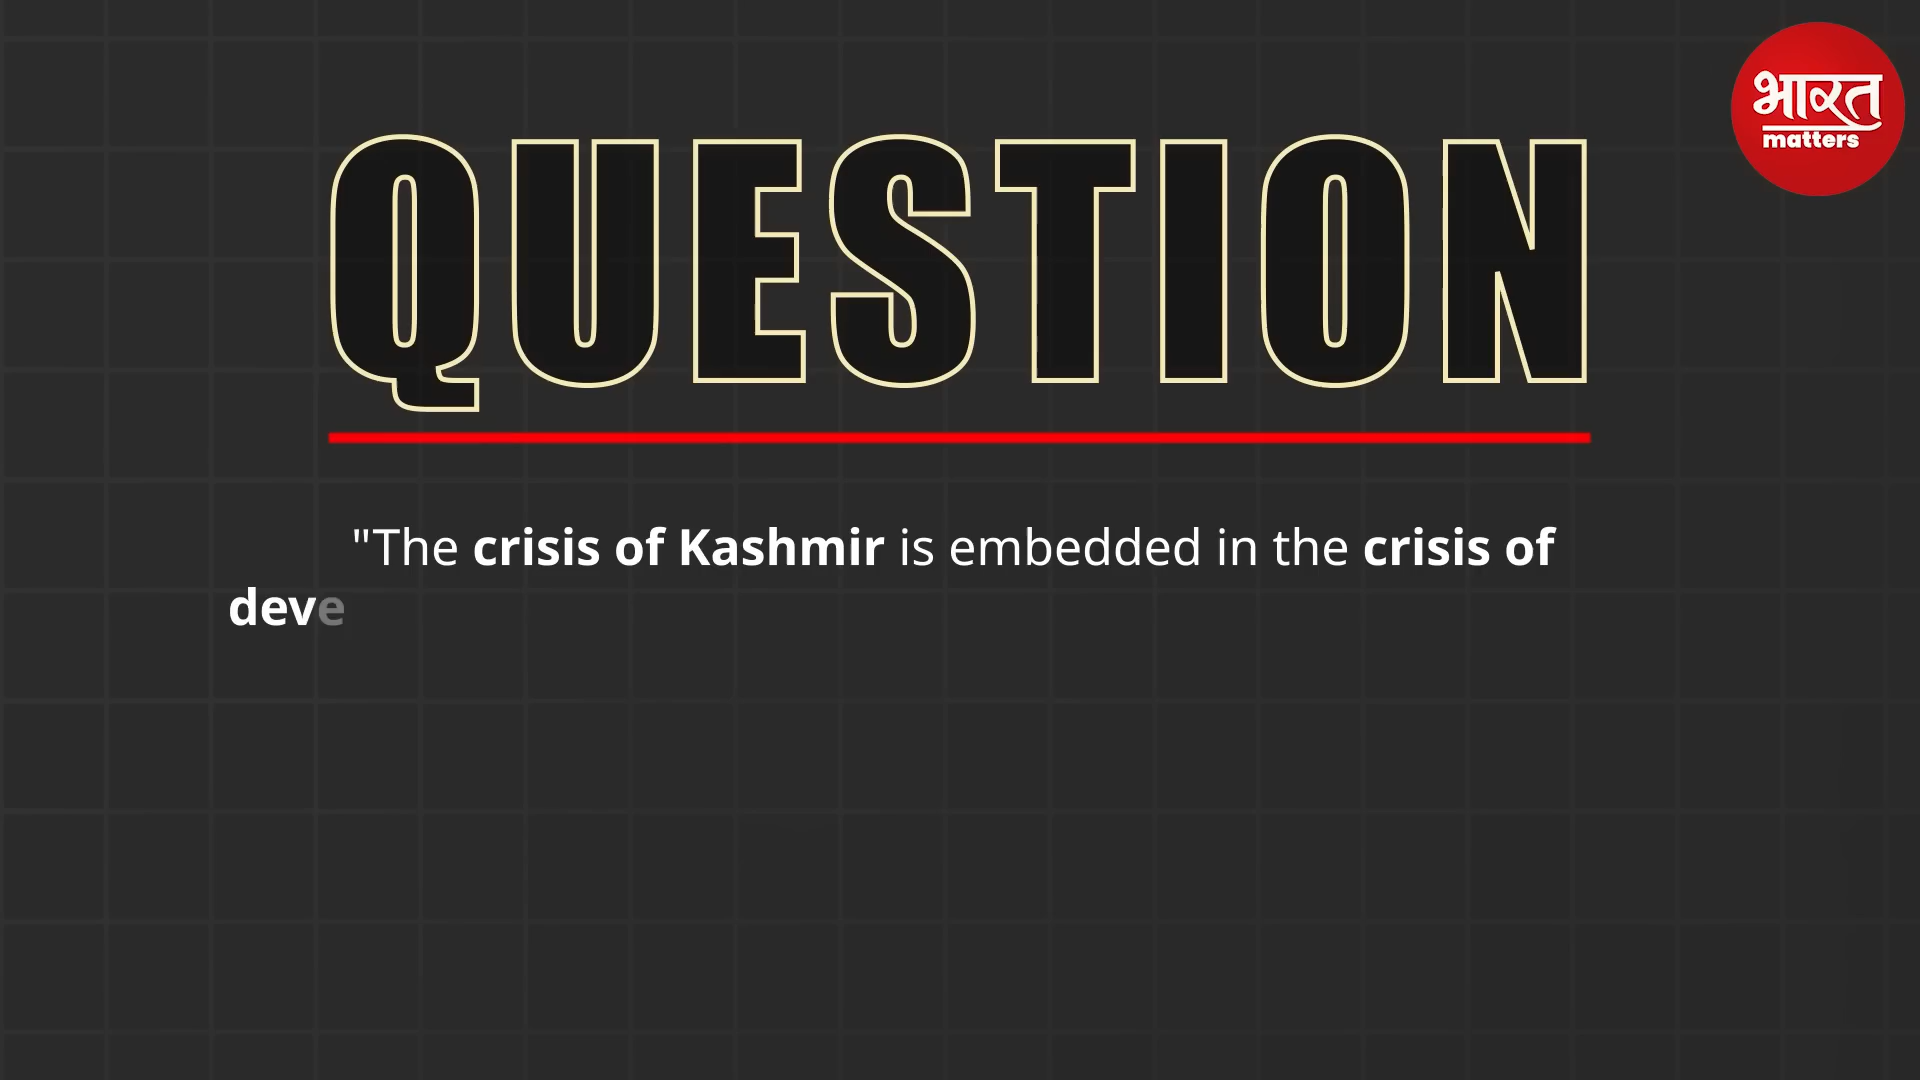 भारत
matters
QUESTION
"The crisis of Kashmir is embedded in the crisis of
deve